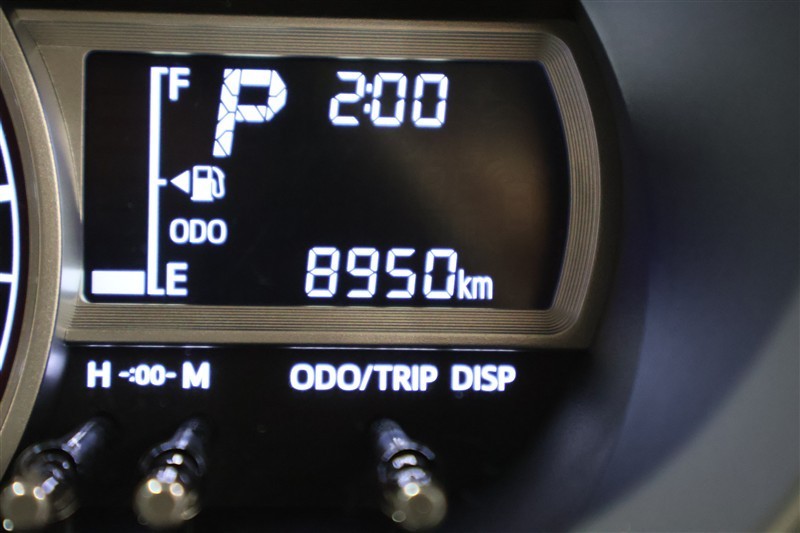 F P 2:00
ODO
E 8950km
H -:00- M ODO/TRIP DISP